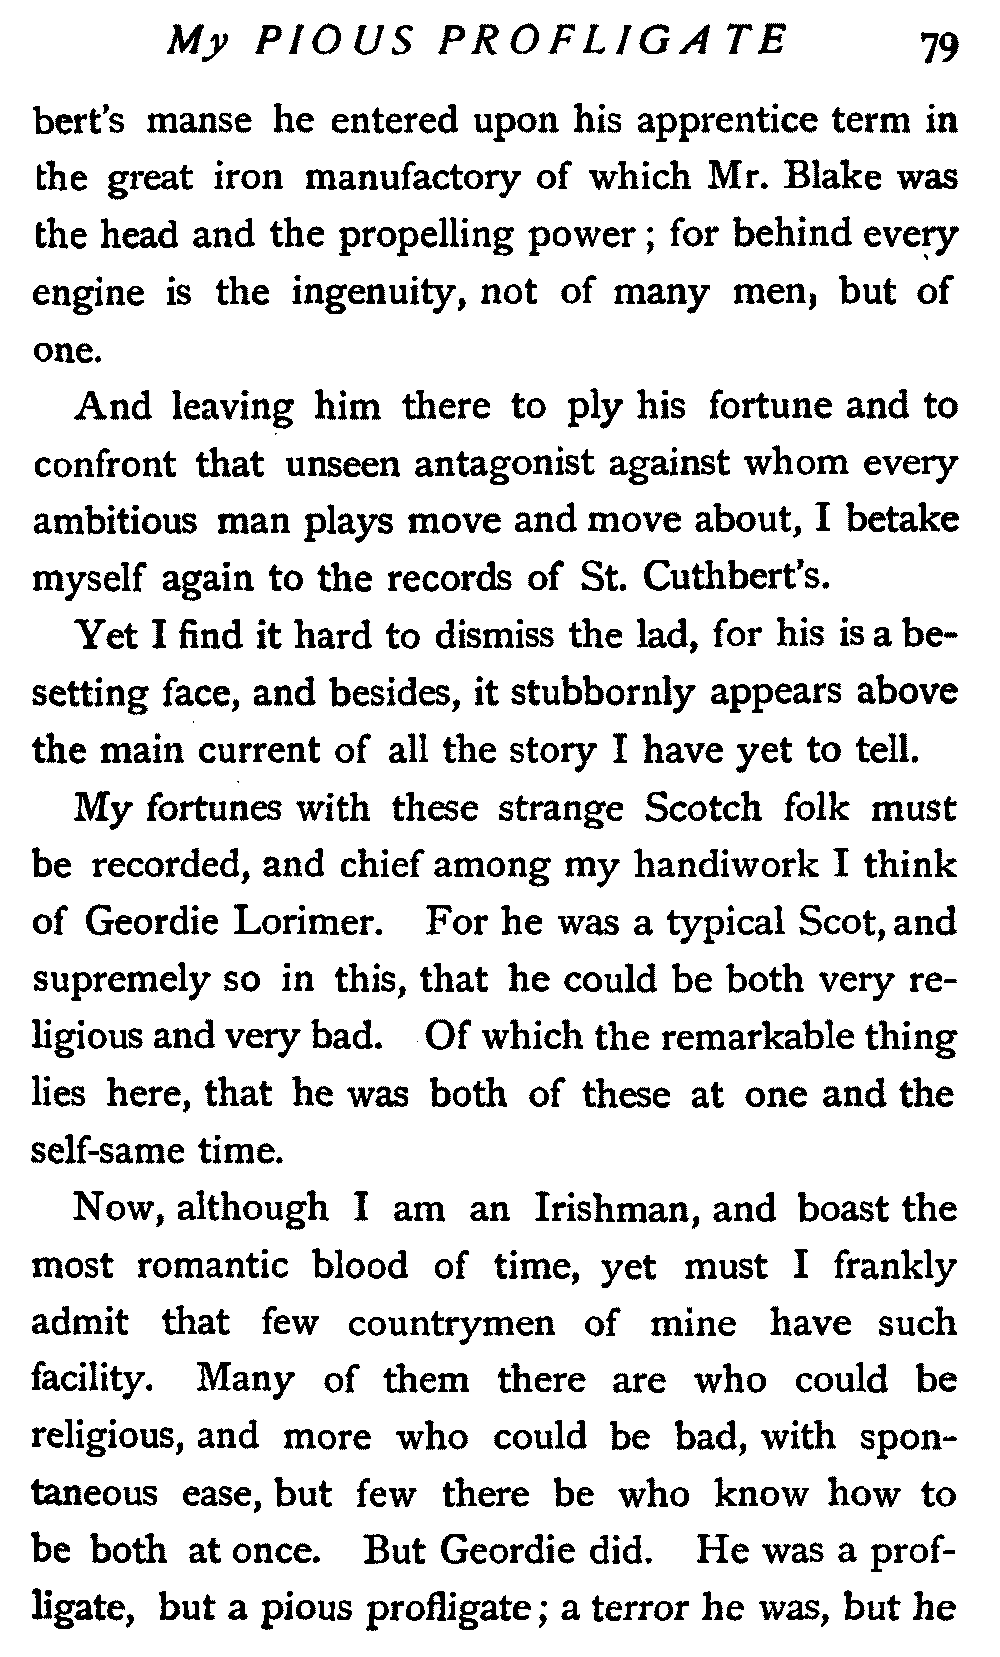 My PIOUS PROFLIGATE 79
bert's manse he entered upon his apprentice term in
the great iron manufactory of which Mr. Blake was
the head and the propelling power ; for behind every
engine is the ingenuity, not of many men, but of
one.
And leaving him there to ply his fortune and to
confront that unseen antagonist against whom every
ambitious man plays move and move about, I betake
myself again to the records of St. Cuthbert's.
Yet I find it hard to dismiss the lad, for his is a be-
setting face, and besides, it stubbornly appears above
the main current of all the story I have yet to tell.
My fortunes with these strange Scotch folk must
be recorded, and chief among my handiwork I think
of Geordie Lorimer. For he was a typical Scot, and
supremely so in this, that he could be both very re-
ligious and very bad. Of which the remarkable thing
lies here, that he was both of these at one and the
self-same time.
Now, although I am an Irishman, and boast the
most romantic blood of time, yet must I frankly
admit that few countrymen of mine have such
facility. Many of them there are who could be
religious, and more who could be bad, with spon-
taneous ease, but few there be who know how to
be both at once. But Geordie did. He was a prof-
ligate, but a pious profligate; a terror he was, but he